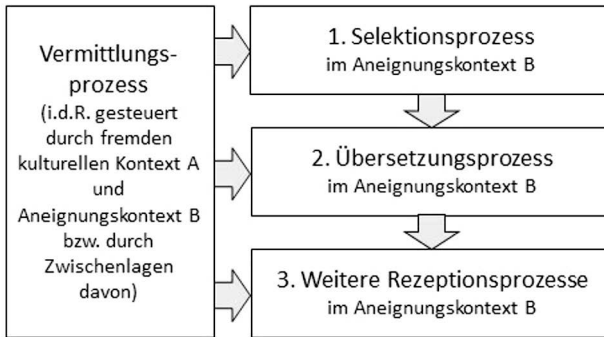 Vermittlungs-
prozess
(i.d.R. gesteuert
durch fremden
kulturellen Kontext A
und
Aneignungskontext B
bzw. durch
Zwischenlagen
davon)
1. Selektionsprozess
im Aneignungskontext B
2. Übersetzungsprozess
im Aneignungskontext B
3. Weitere Rezeptionsprozesse
im Aneignungskontext B